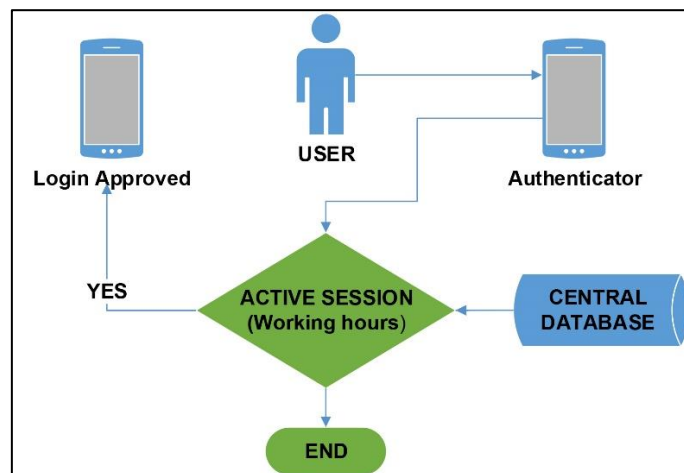 USER
Login Approved
Authenticator
YES
ACTIVE SESSION
(Working hours)
CENTRAL
DATABASE
END